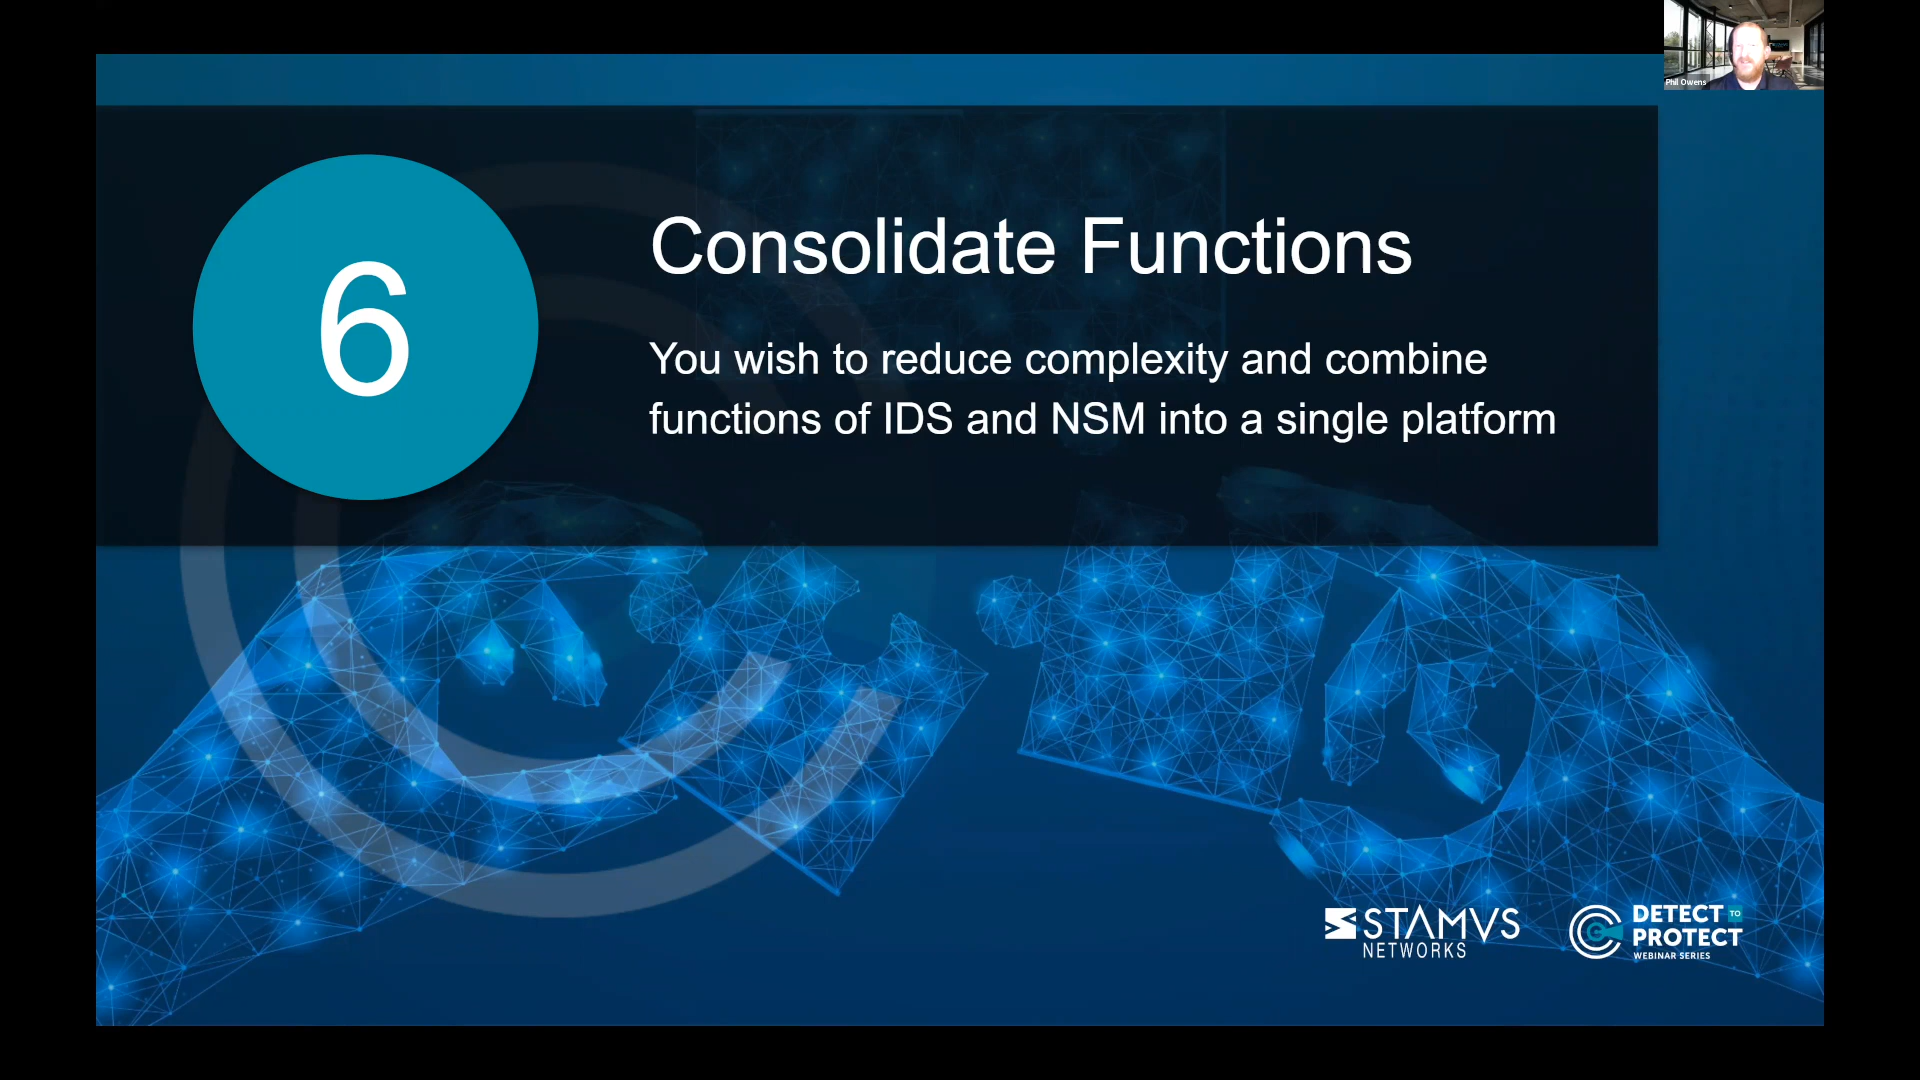 Phil Owens
6
Consolidate Functions
You wish to reduce complexity and combine
functions of IDS and NSM into a single platform
STAMVS
NETWORKS
DETECT TO
PROTECT
WEBINAR SERIES